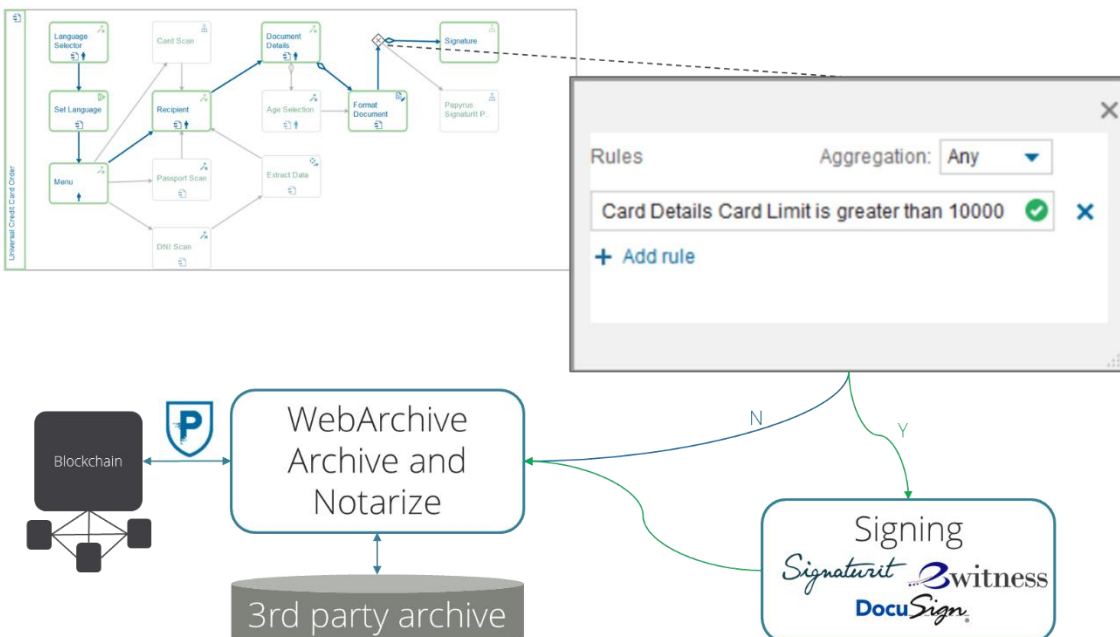 Universal Credit Card Order
Language
Selector
Card Scan
Document
Details
Signature
Set Language
Recipient
Age Selection
Format
Document
Papyrus
Signaturit P...
Menu
Passport Scan
Extract Data
DNI Scan
Rules
Aggregation: Any
Card Details Card Limit is greater than 10000
+ Add rule
N
Y
Blockchain
P
WebArchive
Archive and
Notarize
3rd party archive
Signing
Signaturit
witness
DocuSign